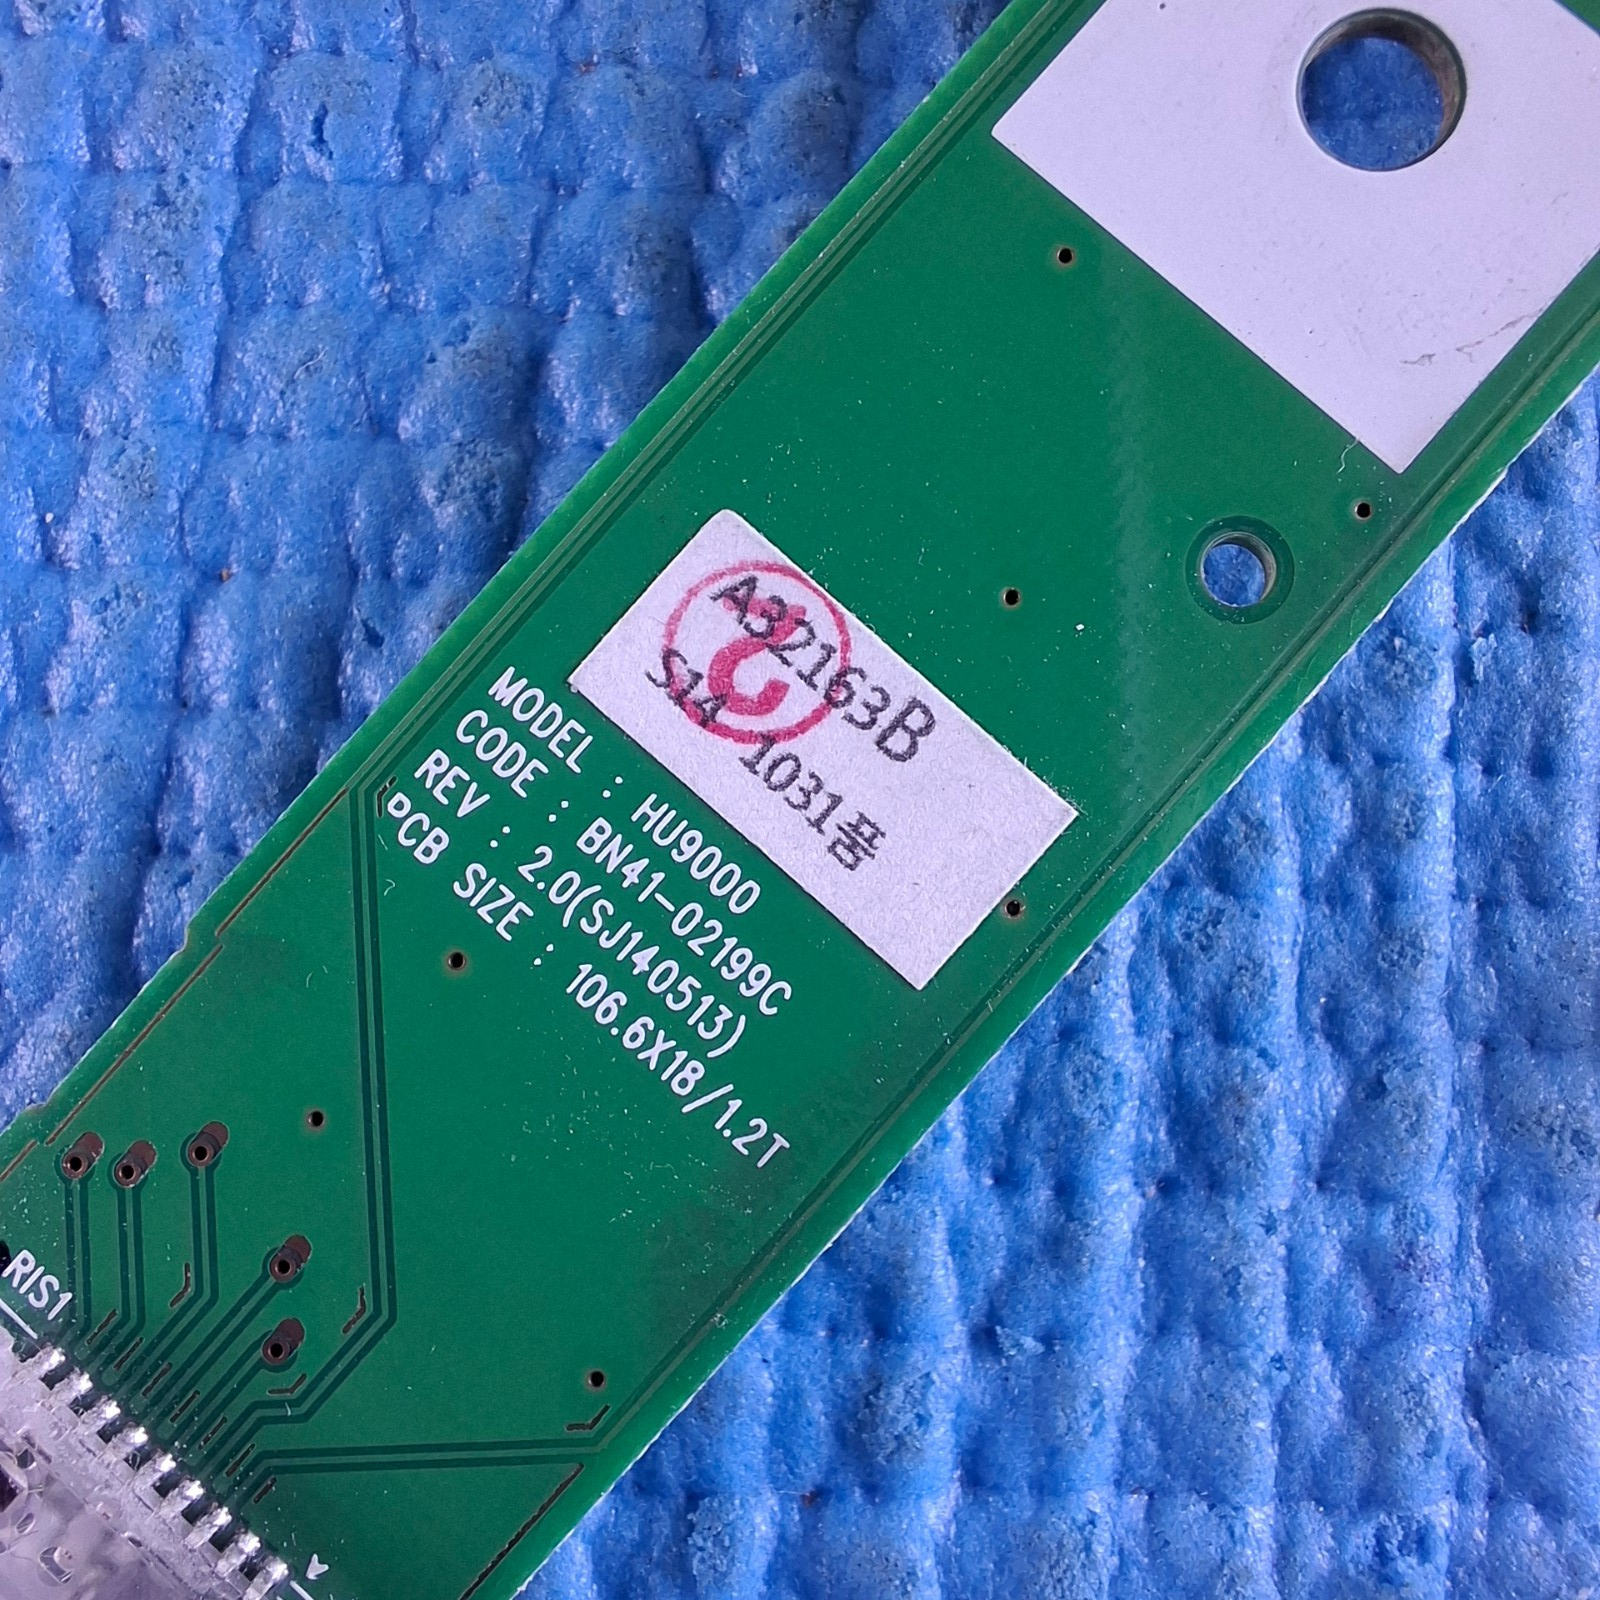 A32163B
S14 1031품
MODEL : HU9000
CODE : BN41-02199C
REV : 2.0(SJ140513)
PCB SIZE : 106.6X18/1.2T
RIS1